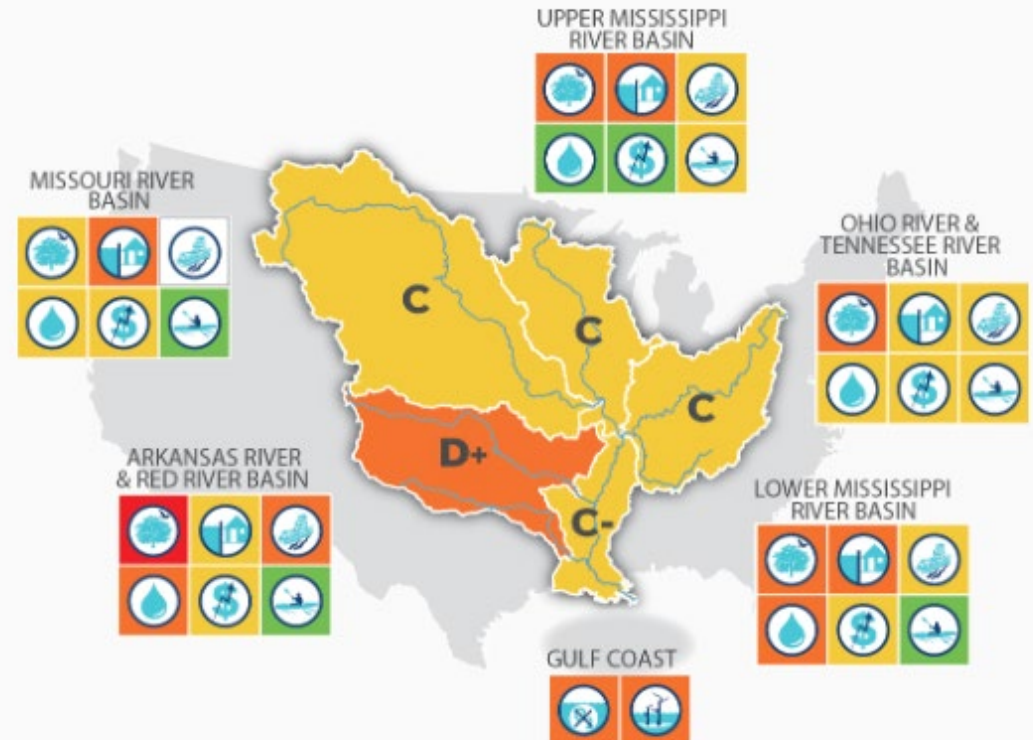 UPPER MISSISSIPPI
RIVER BASIN
MISSOURI RIVER
BASIN
OHIO RIVER &
TENNESSEE RIVER
BASIN
C
C
C
D+
C-
ARKANSAS RIVER
& RED RIVER BASIN
LOWER MISSISSIPPI
RIVER BASIN
GULF COAST